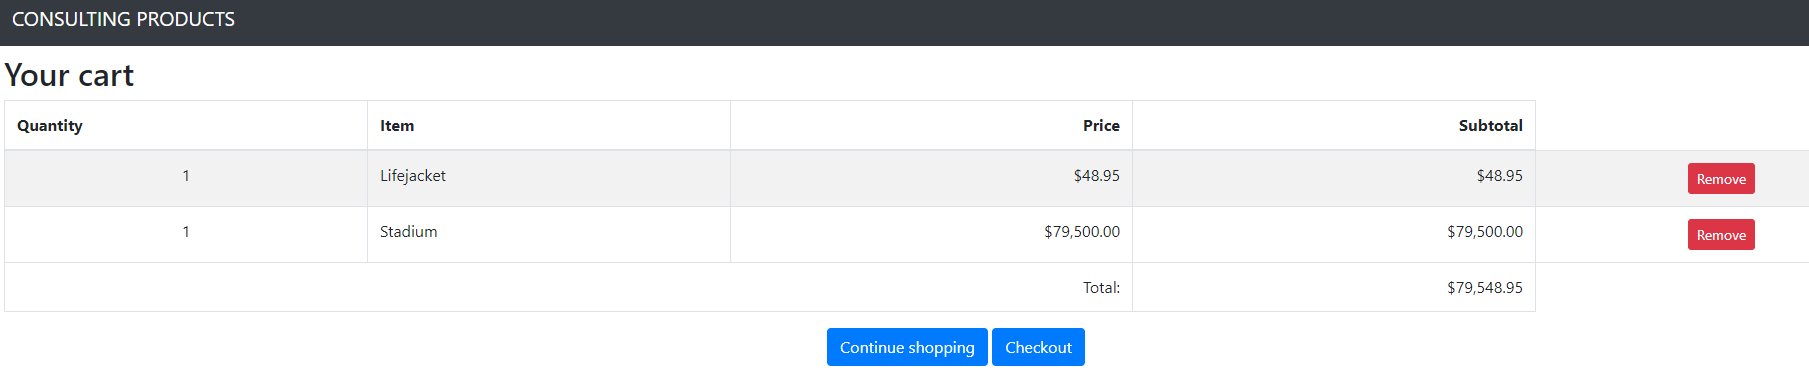 CONSULTING PRODUCTS
Your cart
Quantity Item Price Subtotal
1 Lifejacket $48.95 $48.95 Remove
1 Stadium $79,500.00 $79,500.00 Remove
Total: $79,548.95
Continue shopping Checkout